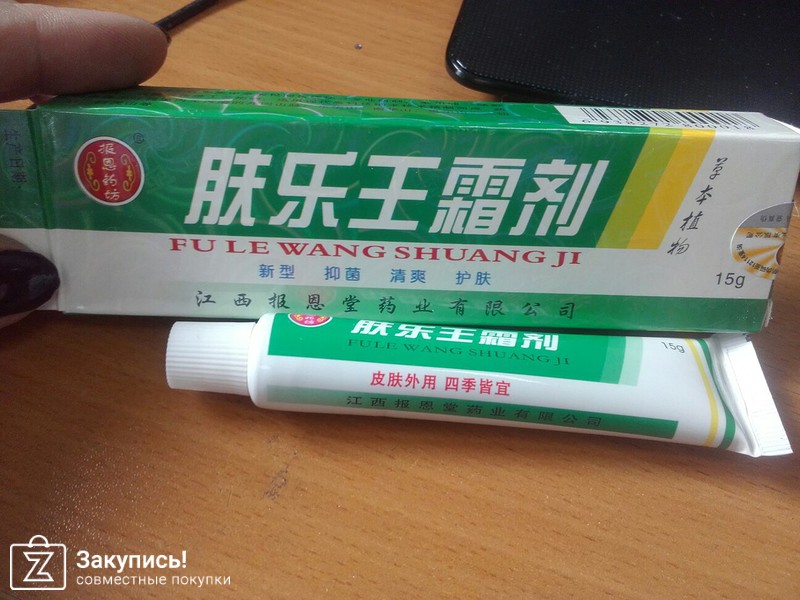 报恩药坊
肤乐王霜剂
草本植物
FU LE WANG SHUANG JI
新型 抑菌 清爽 护肤
15g
江西报恩堂药业有限公司
肤乐王霜剂
FU LE WANG SHUANG JI
15g
皮肤外用 四季皆宜
江西报恩堂药业有限公司
Закупись!
совместные покупки